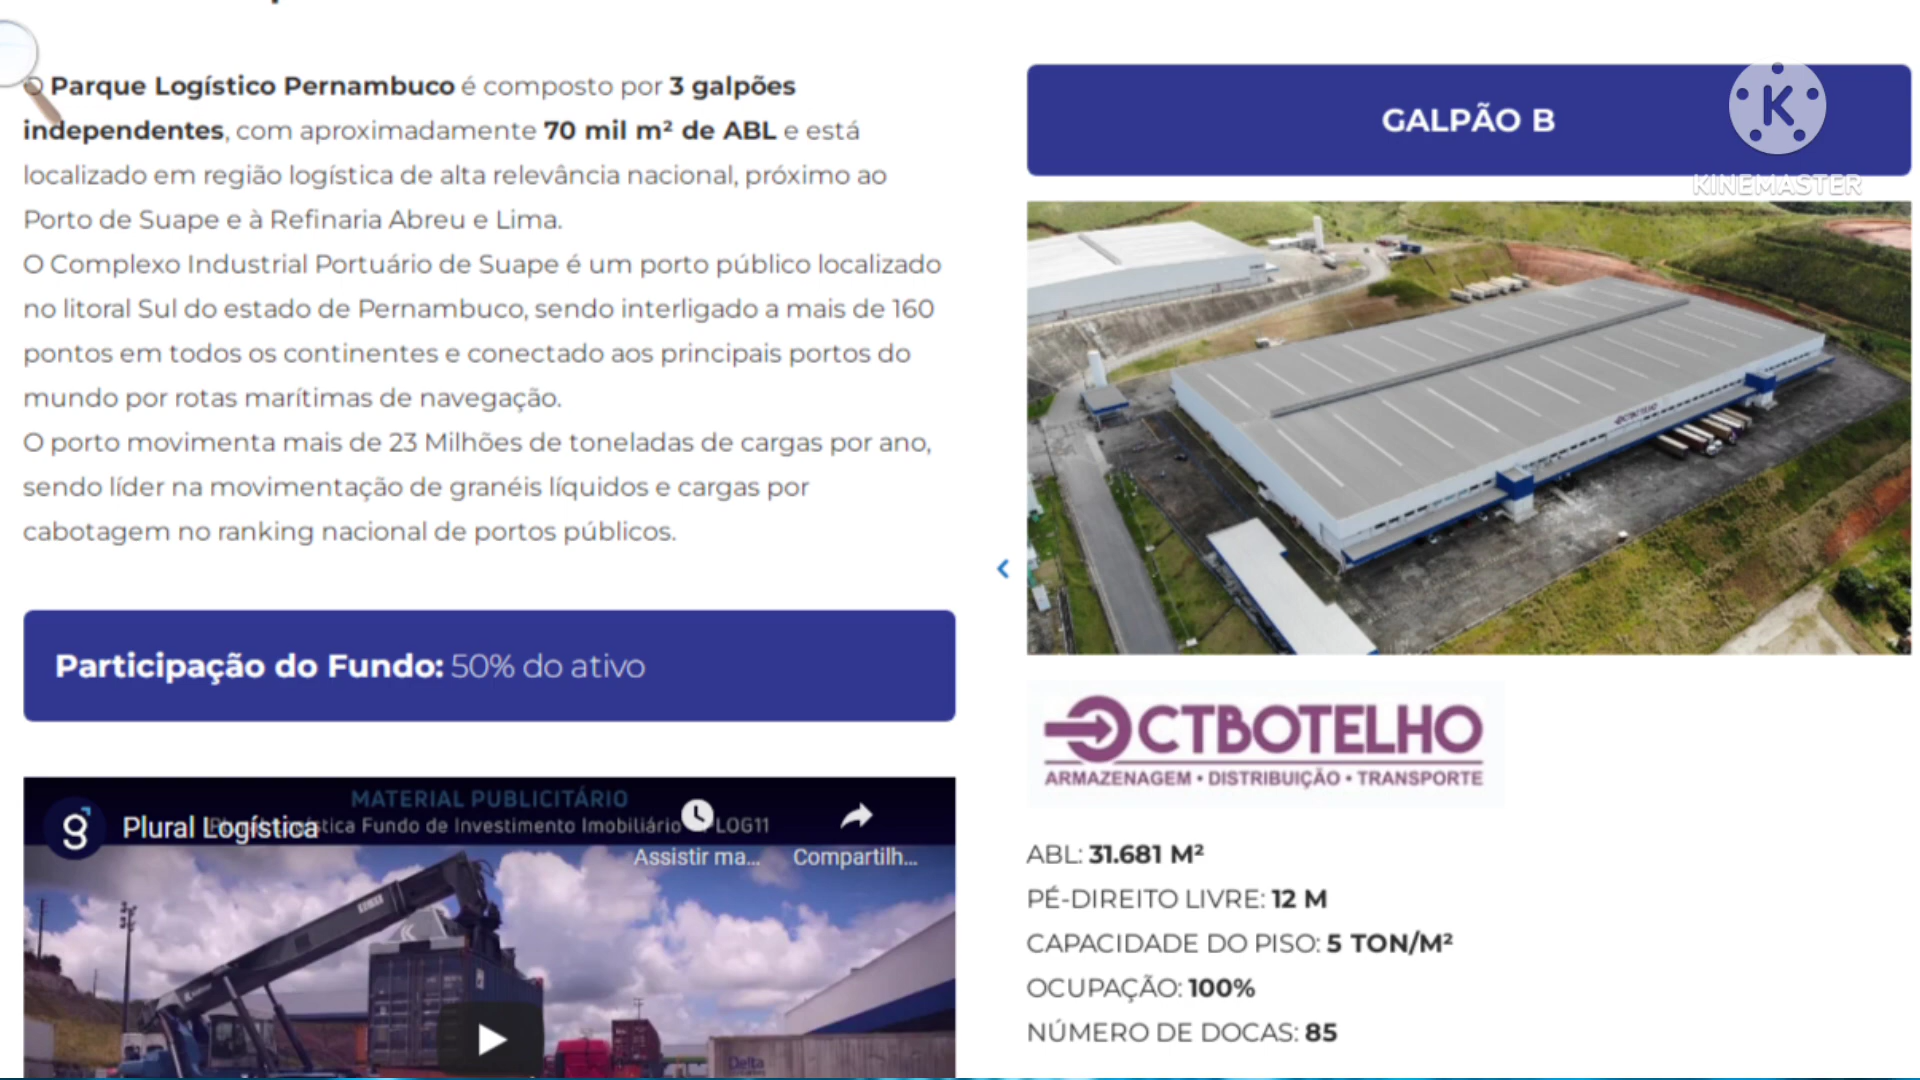 O Parque Logístico Pernambuco é composto por 3 galpões
independentes, com aproximadamente 70 mil m² de ABL e está
localizado em região logística de alta relevância nacional, próximo ao
Porto de Suape e à Refinaria Abreu e Lima.
O Complexo Industrial Portuário de Suape é um porto público localizado
no litoral Sul do estado de Pernambuco, sendo interligado a mais de 160
pontos em todos os continentes e conectado aos principais portos do
mundo por rotas marítimas de navegação.
O porto movimenta mais de 23 Milhões de toneladas de cargas por ano,
sendo líder na movimentação de granéis líquidos e cargas por
cabotagem no ranking nacional de portos públicos.
Participação do Fundo: 50% do ativo
MATERIAL PUBLICITÁRIO
Plural Logística
Plural Logística Fundo de Investimento Imobiliário
LOG11
Assistir ma...
Compartilh...
Delta
GALPÃO B
K
KINEMASTER
CTBOTELHO
CTBOTELHO
ARMAZENAGEM • DISTRIBUIÇÃO • TRANSPORTE
ABL: 31.681 M²
PÉ-DIREITO LIVRE: 12 M
CAPACIDADE DO PISO: 5 TON/M²
OCUPAÇÃO: 100%
NÚMERO DE DOCAS: 85